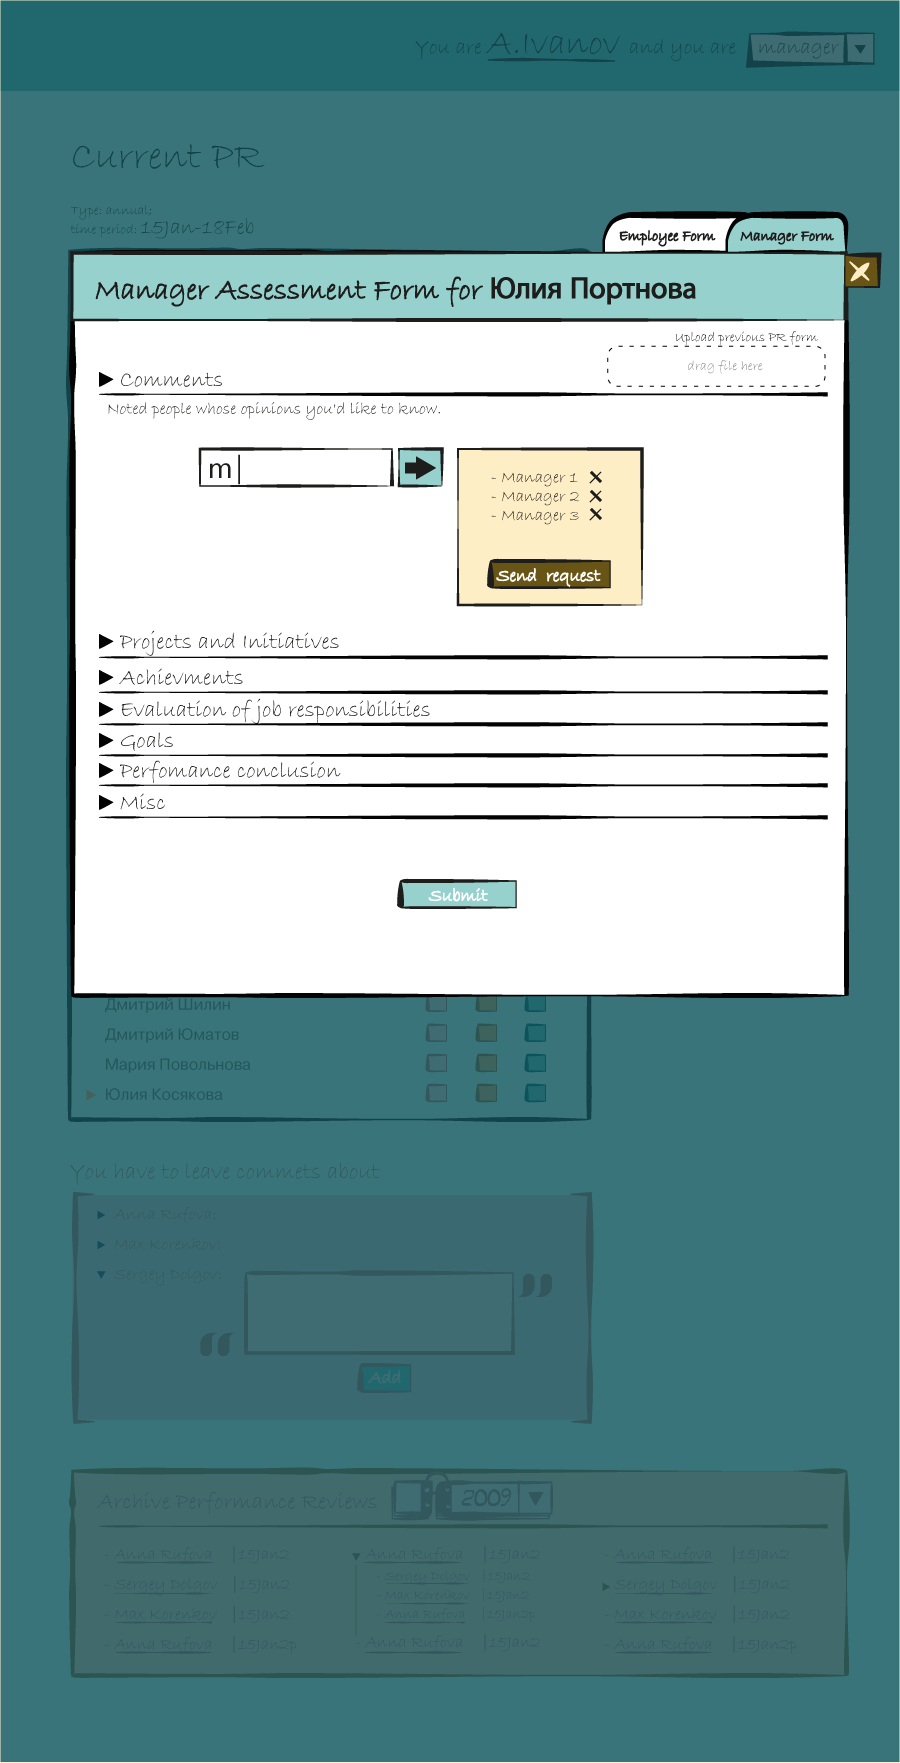 You are A.Ivanov and you are manager
Current PR
Type: annual;
time period: 15Jan-18Feb
Employee Form Manager Form
Manager Assessment Form for Юлия Портнова
Upload previous PR form
drag file here
Comments
Noted people whose opinions you'd like to know.
m
- Manager 1
- Manager 2
- Manager 3
Send request
Projects and Initiatives
Achievments
Evaluation of job responsibilities
Goals
Perfomance conclusion
Misc
Submit
Дмитрий Шилин
Дмитрий Юматов
Мария Повольнова
Юлия Косякова
You have to leave commets about
Anna Rufova:
Max Korenkov:
Sergey Dolgov:
Add
Archive Performance Reviews 2009
- Anna Rufova |15Jan2
- Sergey Dolgov |15Jan2
- Max Korenkov |15Jan2
- Anna Rufova |15Jan2p
Anna Rufova |15Jan2
- Sergey Dolgov |15Jan2
- Max Korenkov |15Jan2
- Anna Rufova |15Jan2p
- Anna Rufova |15Jan2
- Anna Rufova |15Jan2
Sergey Dolgov |15Jan2
- Max Korenkov |15Jan2
- Anna Rufova |15Jan2p